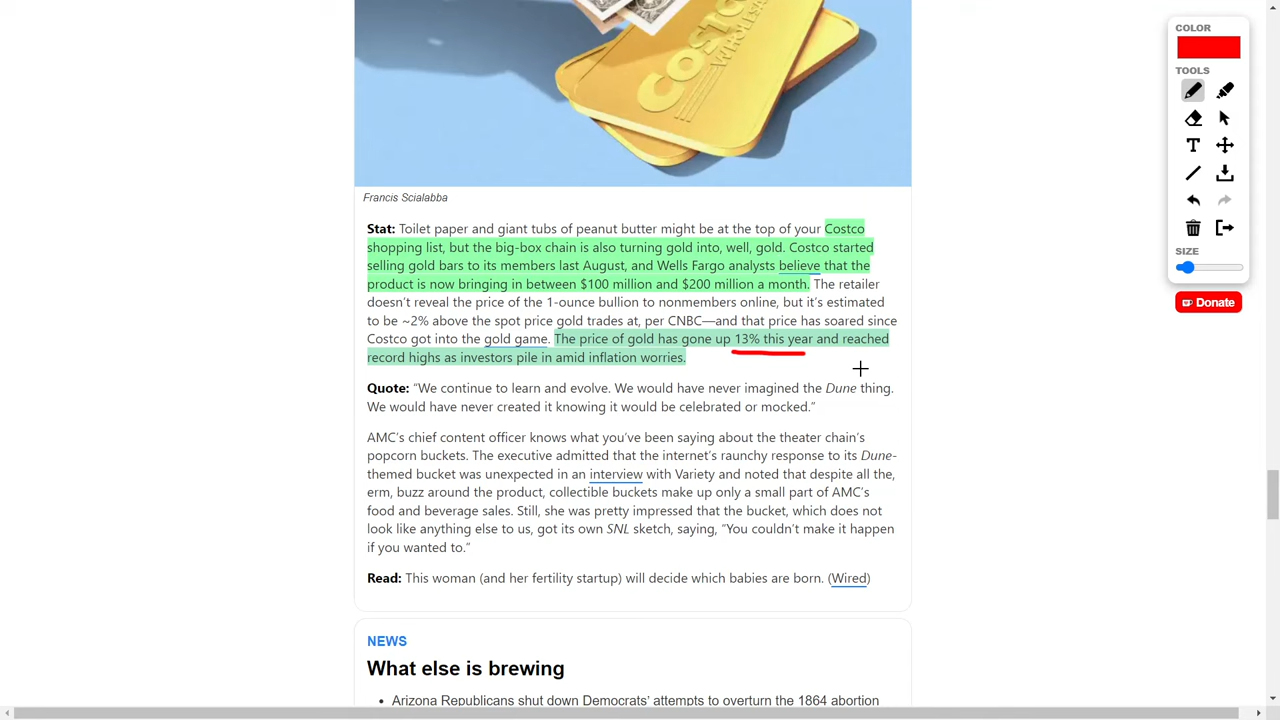 COSTCO
WHOLESALE
Francis Scialabba
Stat: Toilet paper and giant tubs of peanut butter might be at the top of your Costco
shopping list, but the big-box chain is also turning gold into, well, gold. Costco started
selling gold bars to its members last August, and Wells Fargo analysts believe that the
product is now bringing in between $100 million and $200 million a month. The retailer
doesn’t reveal the price of the 1-ounce bullion to nonmembers online, but it’s estimated
to be ~2% above the spot price gold trades at, per CNBC—and that price has soared since
Costco got into the gold game. The price of gold has gone up 13% this year and reached
record highs as investors pile in amid inflation worries.
Quote: “We continue to learn and evolve. We would have never imagined the Dune thing.
We would have never created it knowing it would be celebrated or mocked.”
AMC’s chief content officer knows what you’ve been saying about the theater chain’s
popcorn buckets. The executive admitted that the internet’s raunchy response to its Dune-
themed bucket was unexpected in an interview with Variety and noted that despite all the,
erm, buzz around the product, collectible buckets make up only a small part of AMC’s
food and beverage sales. Still, she was pretty impressed that the bucket, which does not
look like anything else to us, got its own SNL sketch, saying, “You couldn’t make it happen
if you wanted to.”
Read: This woman (and her fertility startup) will decide which babies are born. (Wired)
NEWS
What else is brewing
• Arizona Republicans shut down Democrats’ attempts to overturn the 1864 abortion
COLOR
TOOLS
T
SIZE
Donate